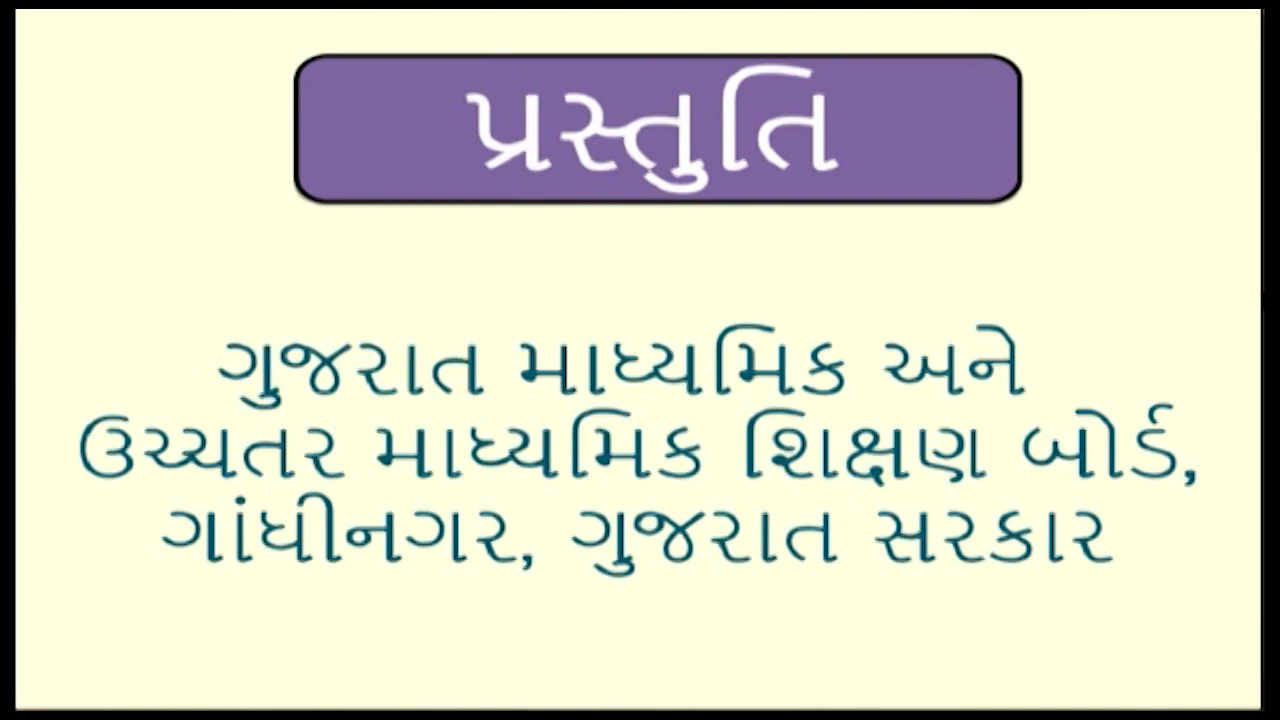 પ્રસ્તુતિ
ગુજરાત માધ્યમિક અને
ઉચ્ચતર માધ્યમિક શિક્ષણ બોર્ડ,
ગાંધીનગર, ગુજરાત સરકાર